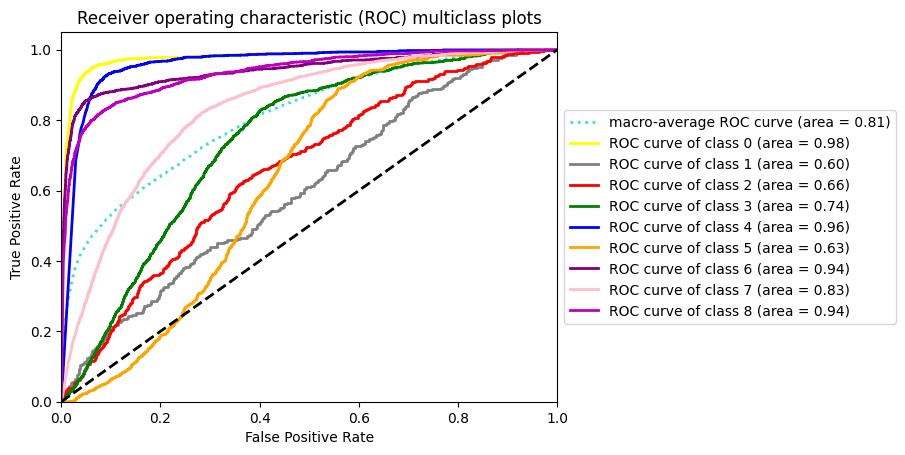 Receiver operating characteristic (ROC) multiclass plots
1.0
0.8
0.6
0.4
0.2
0.0
True Positive Rate
0.0 0.2 0.4 0.6 0.8 1.0
False Positive Rate
macro-average ROC curve (area = 0.81)
ROC curve of class 0 (area = 0.98)
ROC curve of class 1 (area = 0.60)
ROC curve of class 2 (area = 0.66)
ROC curve of class 3 (area = 0.74)
ROC curve of class 4 (area = 0.96)
ROC curve of class 5 (area = 0.63)
ROC curve of class 6 (area = 0.94)
ROC curve of class 7 (area = 0.83)
ROC curve of class 8 (area = 0.94)